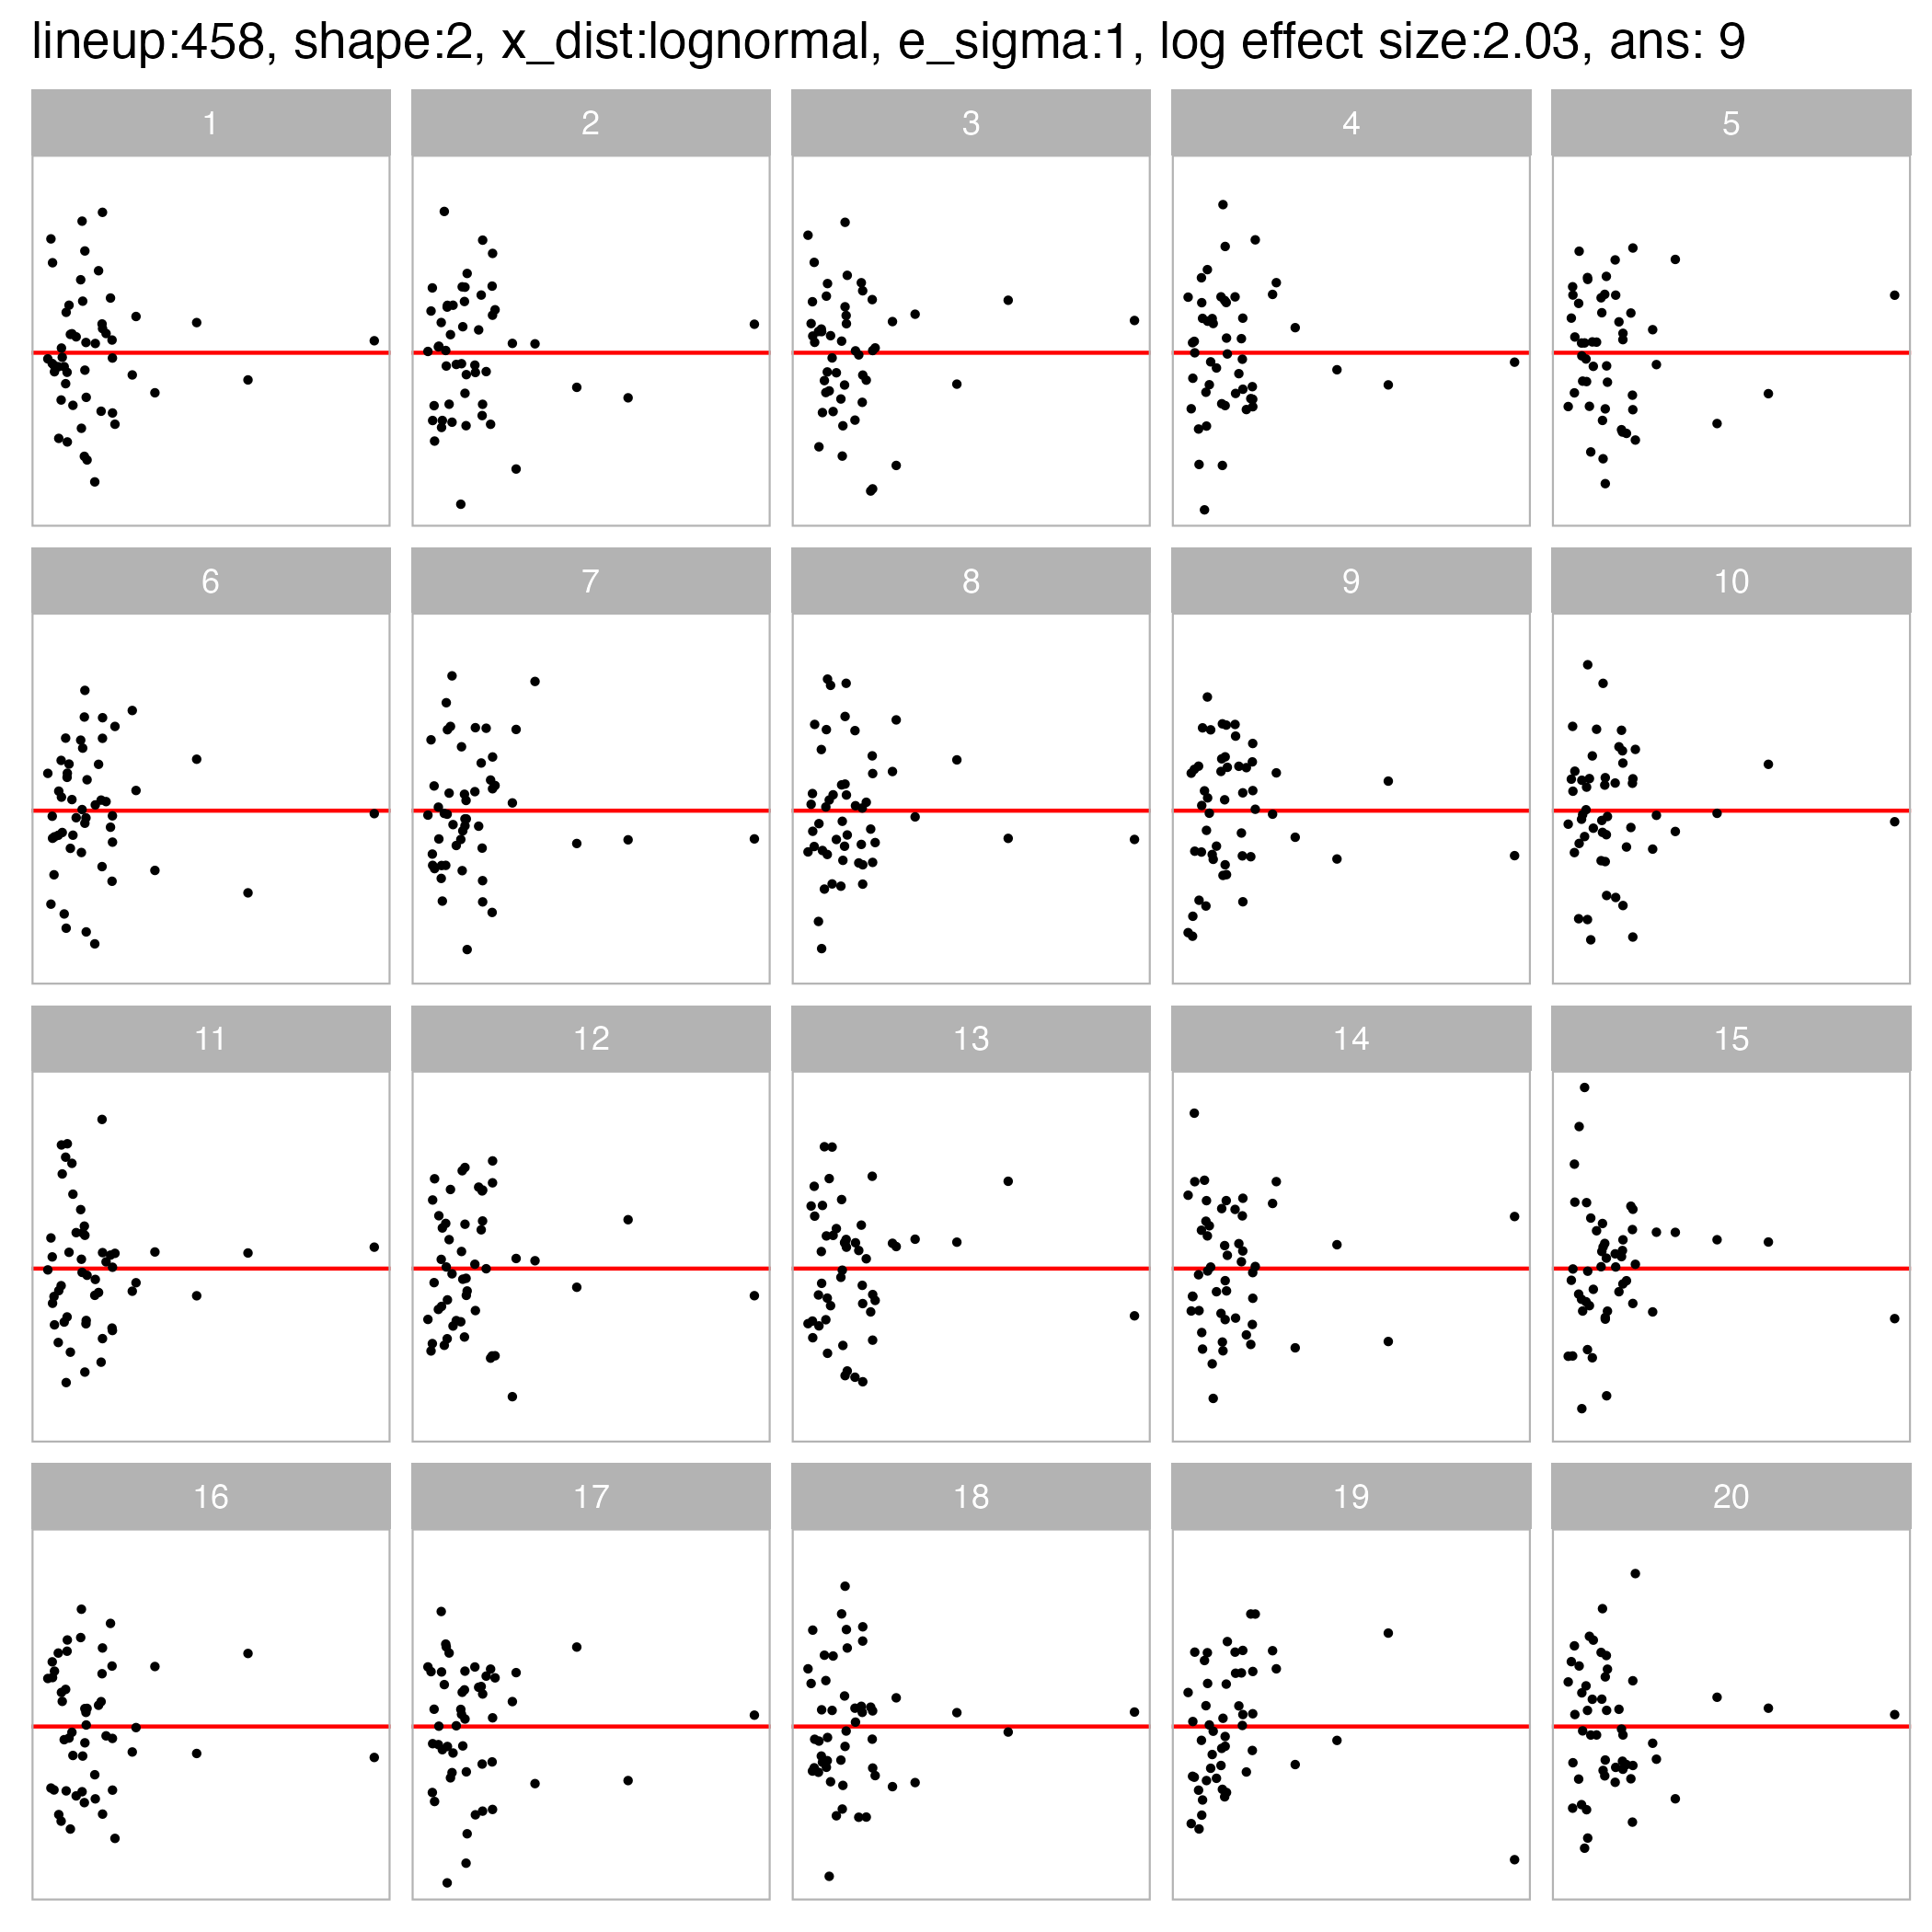 lineup:458, shape:2, x_dist:lognormal, e_sigma:1, log effect size:2.03, ans: 9
1 2 3 4 5
6 7 8 9 10
11 12 13 14 15
16 17 18 19 20